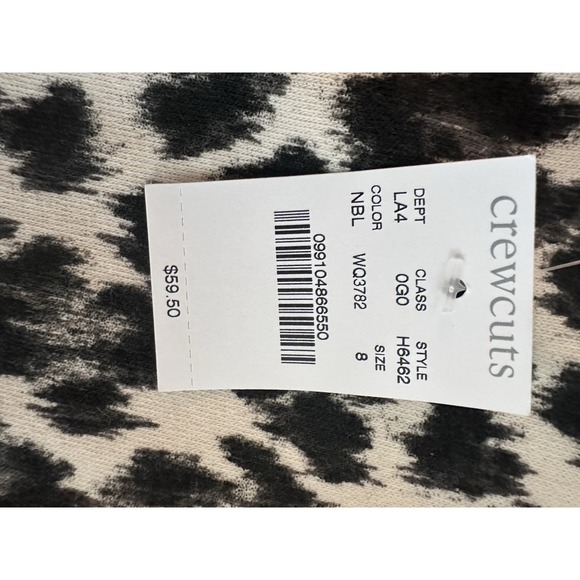 crewcuts
DEPT CLASS STYLE
LA4 0G0 H6462
COLOR SIZE
NBL WQ3782 8
099104866550
$59.50